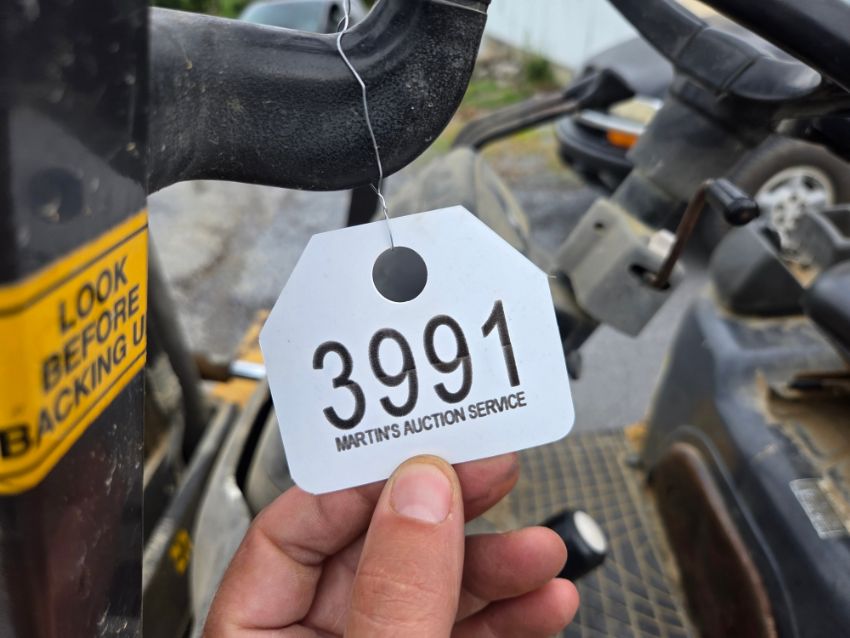 LOOK
BEFORE
BACKING U
3991
MARTIN'S AUCTION SERVICE